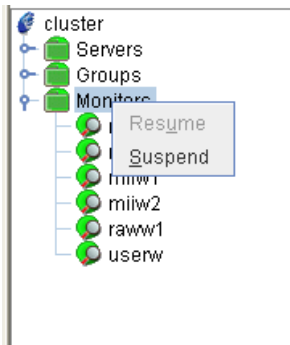 cluster
Servers
Groups
Monitors
Resume
Suspend
miiw1
miiw2
raww1
userw